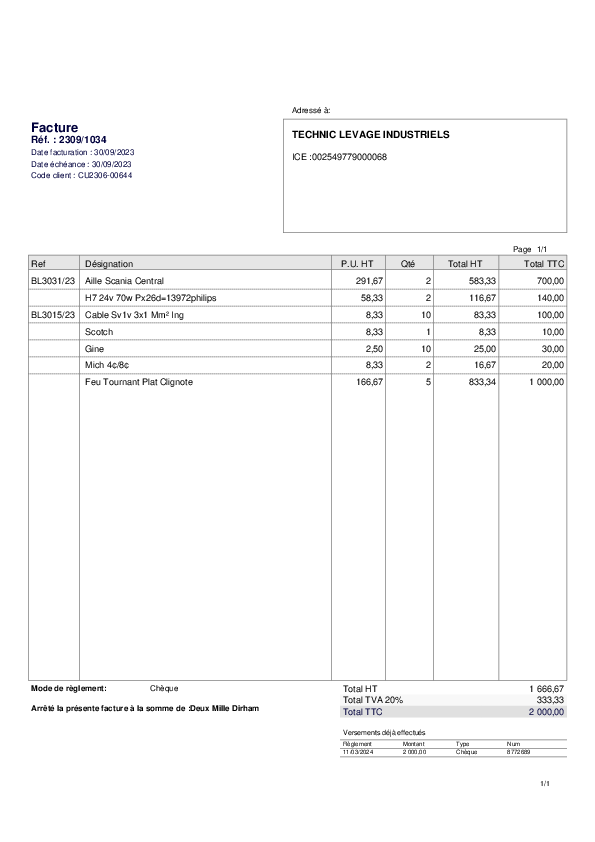 Adressé à:
Facture
Réf. : 2309/1034
Date facturation : 30/09/2023
Date échéance : 30/09/2023
Code client : CU2306-00644
TECHNIC LEVAGE INDUSTRIELS
ICE :002549779000068
Page 1/1
Ref Désignation P.U. HT Qté Total HT Total TTC
BL3031/23 Aille Scania Central 291,67 2 583,33 700,00
H7 24v 70w Px26d=13972philips 58,33 2 116,67 140,00
BL3015/23 Cable Sv1v 3x1 Mm² Ing 8,33 10 83,33 100,00
Scotch 8,33 1 8,33 10,00
Gine 2,50 10 25,00 30,00
Mich 4¢/8¢ 8,33 2 16,67 20,00
Feu Tournant Plat Clignote 166,67 5 833,34 1 000,00
Mode de règlement: Chèque
Total HT 1 666,67
Total TVA 20% 333,33
Arrêté la présente facture à la somme de :Deux Mille Dirham
Total TTC 2 000,00
Versements déjà effectués
Règlement Montant Type Num
11/03/2024 2 000,00 Chèque 8772689
1/1